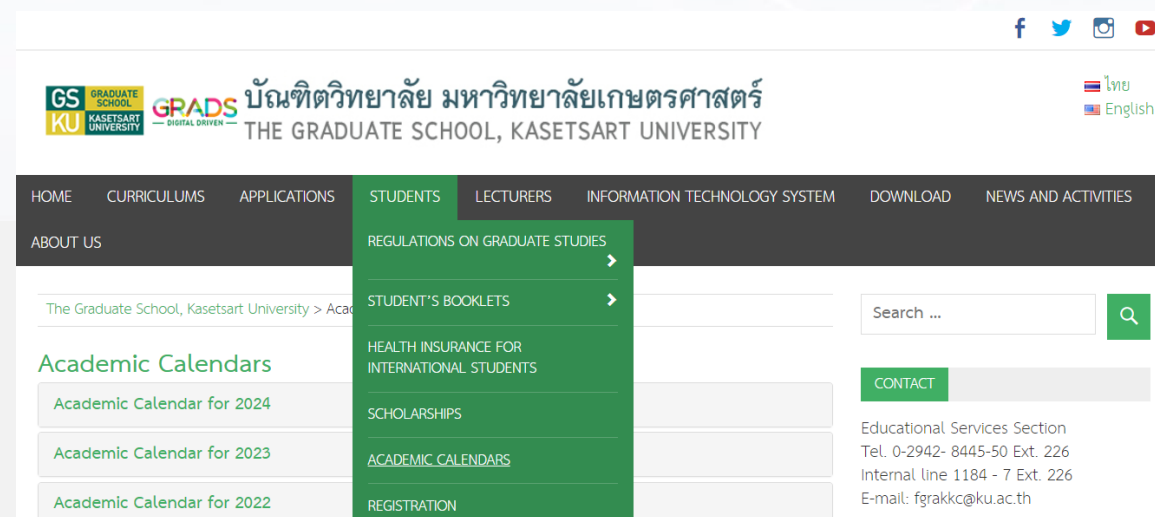 GS GRADUATE SCHOOL
KU KASETSART UNIVERSITY
GRADS
DIGITAL DRIVEN
บัณฑิตวิทยาลัย มหาวิทยาลัยเกษตรศาสตร์
THE GRADUATE SCHOOL, KASETSART UNIVERSITY
ไทย
English
HOME CURRICULUMS APPLICATIONS STUDENTS LECTURERS INFORMATION TECHNOLOGY SYSTEM DOWNLOAD NEWS AND ACTIVITIES
ABOUT US
REGULATIONS ON GRADUATE STUDIES
STUDENT'S BOOKLETS
HEALTH INSURANCE FOR
INTERNATIONAL STUDENTS
SCHOLARSHIPS
ACADEMIC CALENDARS
REGISTRATION
The Graduate School, Kasetsart University >
Academic Calendars
Academic Calendar for 2024
Academic Calendar for 2023
Academic Calendar for 2022
Search ...
CONTACT
Educational Services Section
Tel. 0-2942- 8445-50 Ext. 226
Internal line 1184 - 7 Ext. 226
E-mail: fgrakkc@ku.ac.th